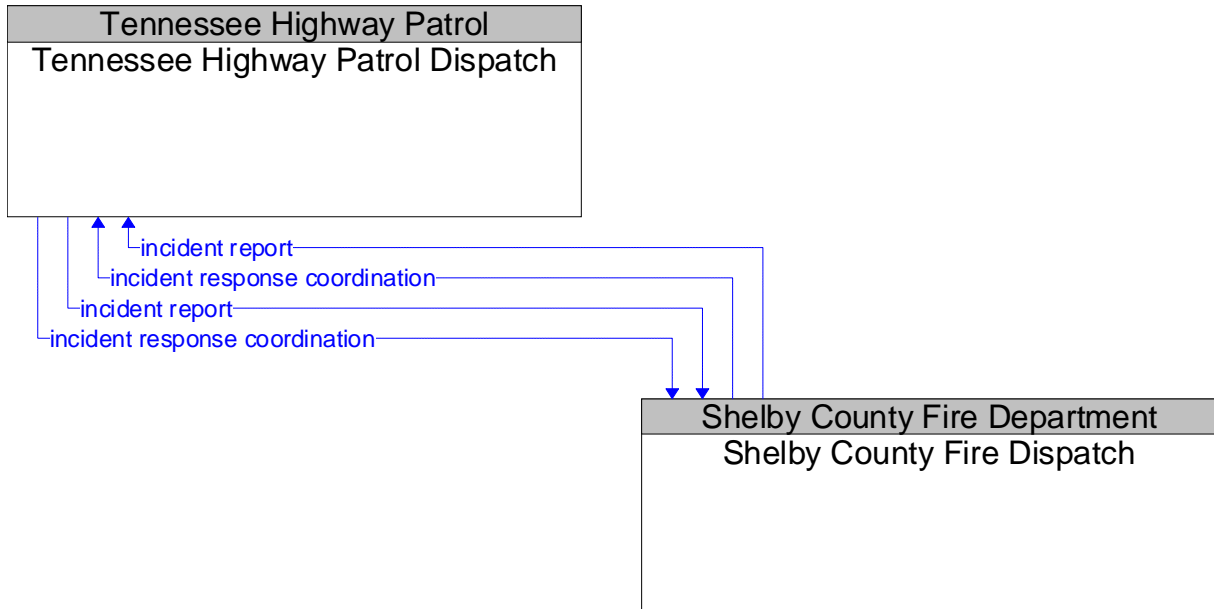 Tennessee Highway Patrol
Tennessee Highway Patrol Dispatch
incident report
incident response coordination
incident report
incident response coordination
Shelby County Fire Department
Shelby County Fire Dispatch